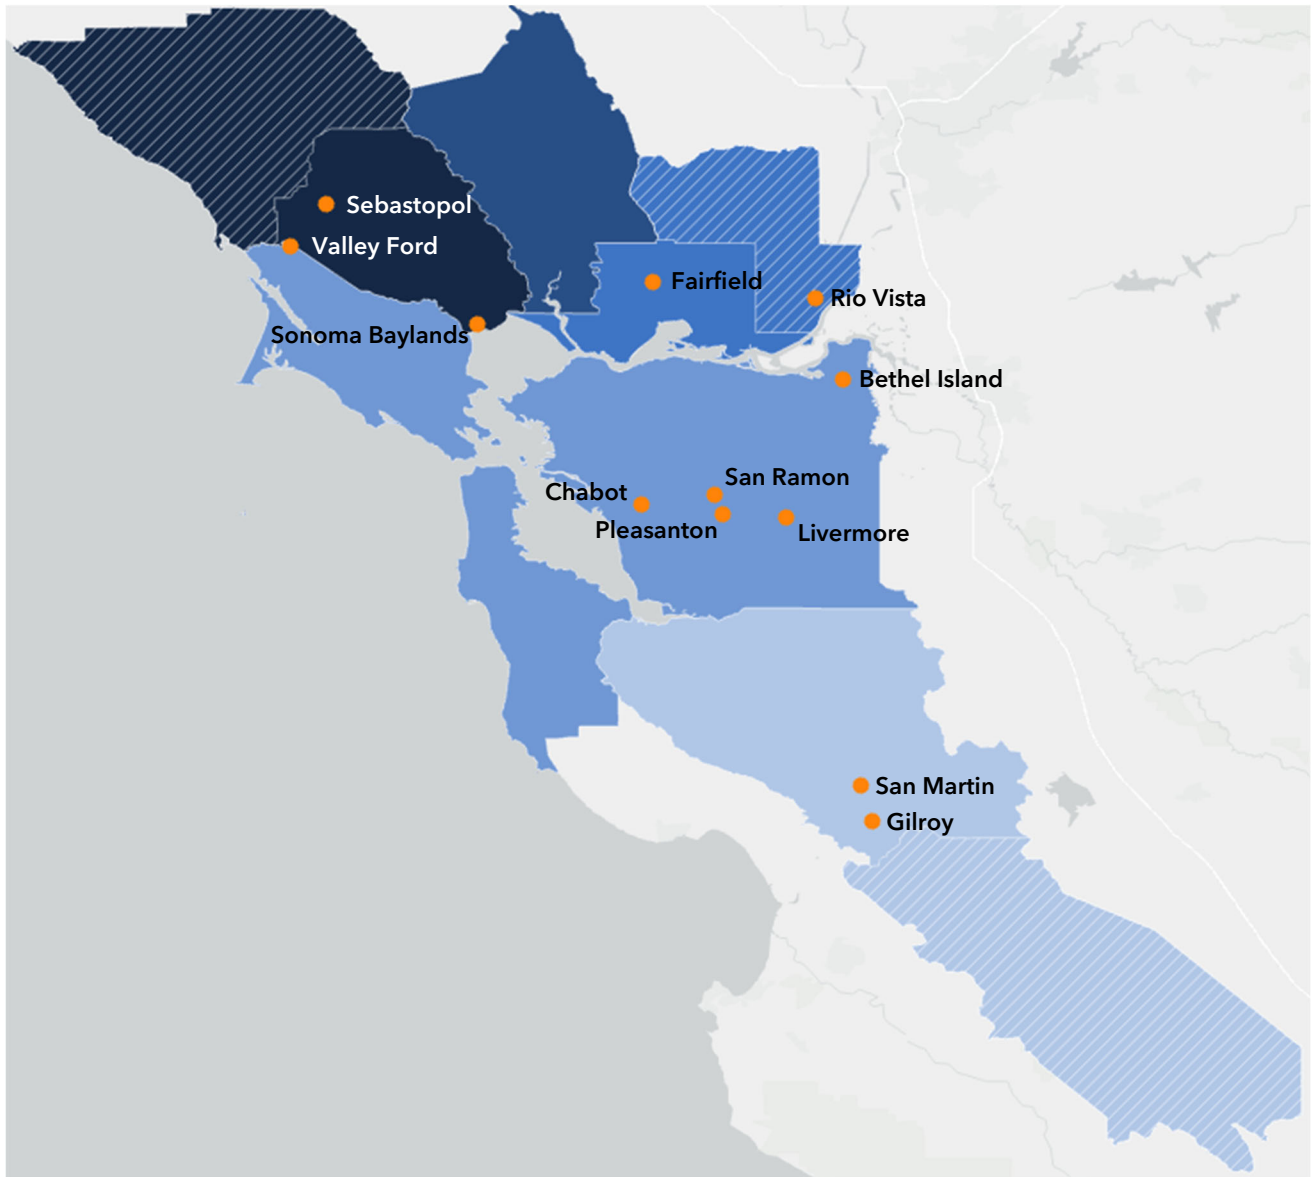 Sebastopol
Valley Ford
Fairfield
Rio Vista
Sonoma Baylands
Bethel Island
San Ramon
Chabot
Pleasanton
Livermore
San Martin
Gilroy